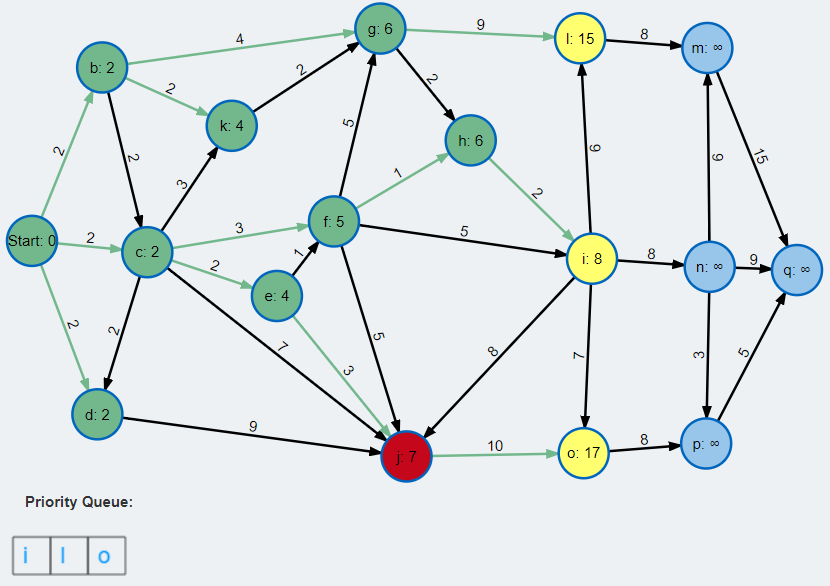 4
g: 6
9
l: 15
8
m: ∞
b: 2
2
k: 4
2
2
2
5
h: 6
9
9
15
2
3
1
2
Start: 0
2
c: 2
3
f: 5
5
i: 8
8
n: ∞
9
q: ∞
2
1
e: 4
2
2
7
3
5
8
7
3
5
d: 2
9
j: 7
10
o: 17
8
p: ∞
Priority Queue:
i l o